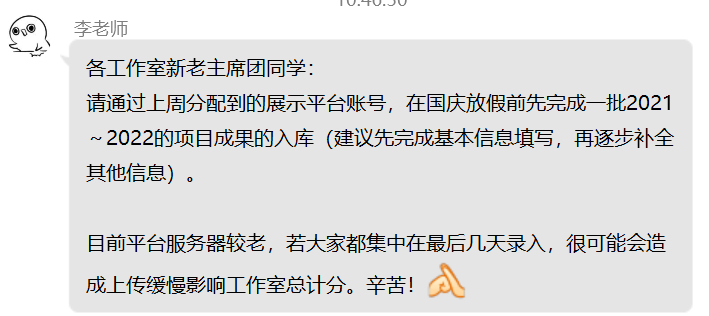 10:46:30
李老师
各工作室新老主席团同学：
请通过上周分配到的展示平台账号，在国庆放假前先完成一批2021
～2022的项目成果的入库（建议先完成基本信息填写，再逐步补全
其他信息）。
目前平台服务器较老，若大家都集中在最后几天录入，很可能会造
成上传缓慢影响工作室总计分。辛苦！